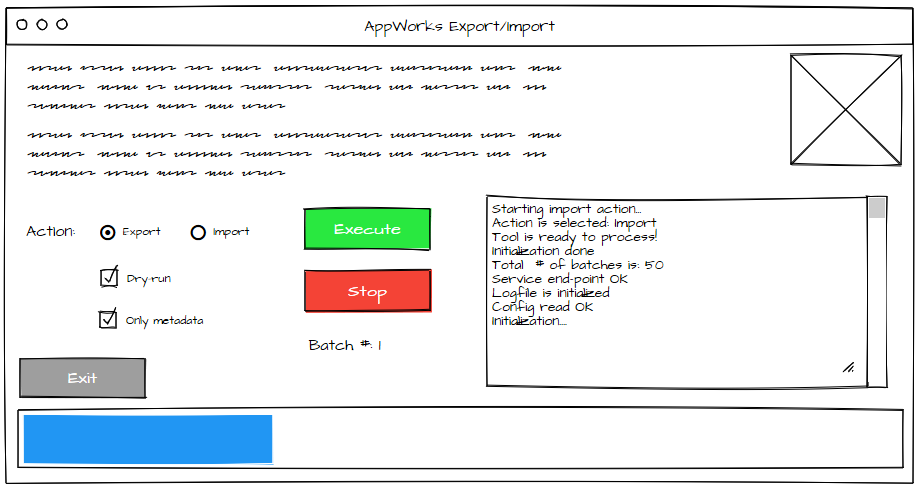 AppWorks Export/Import
Action: Export Import
Dry-run
Only metadata
Exit
Execute
Stop
Batch #: 1
Starting import action...
Action is selected: Import
Tool is ready to process!
Initialization done
Total # of batches is: 50
Service end-point OK
Logfile is initialized
Config read OK
Initialization....